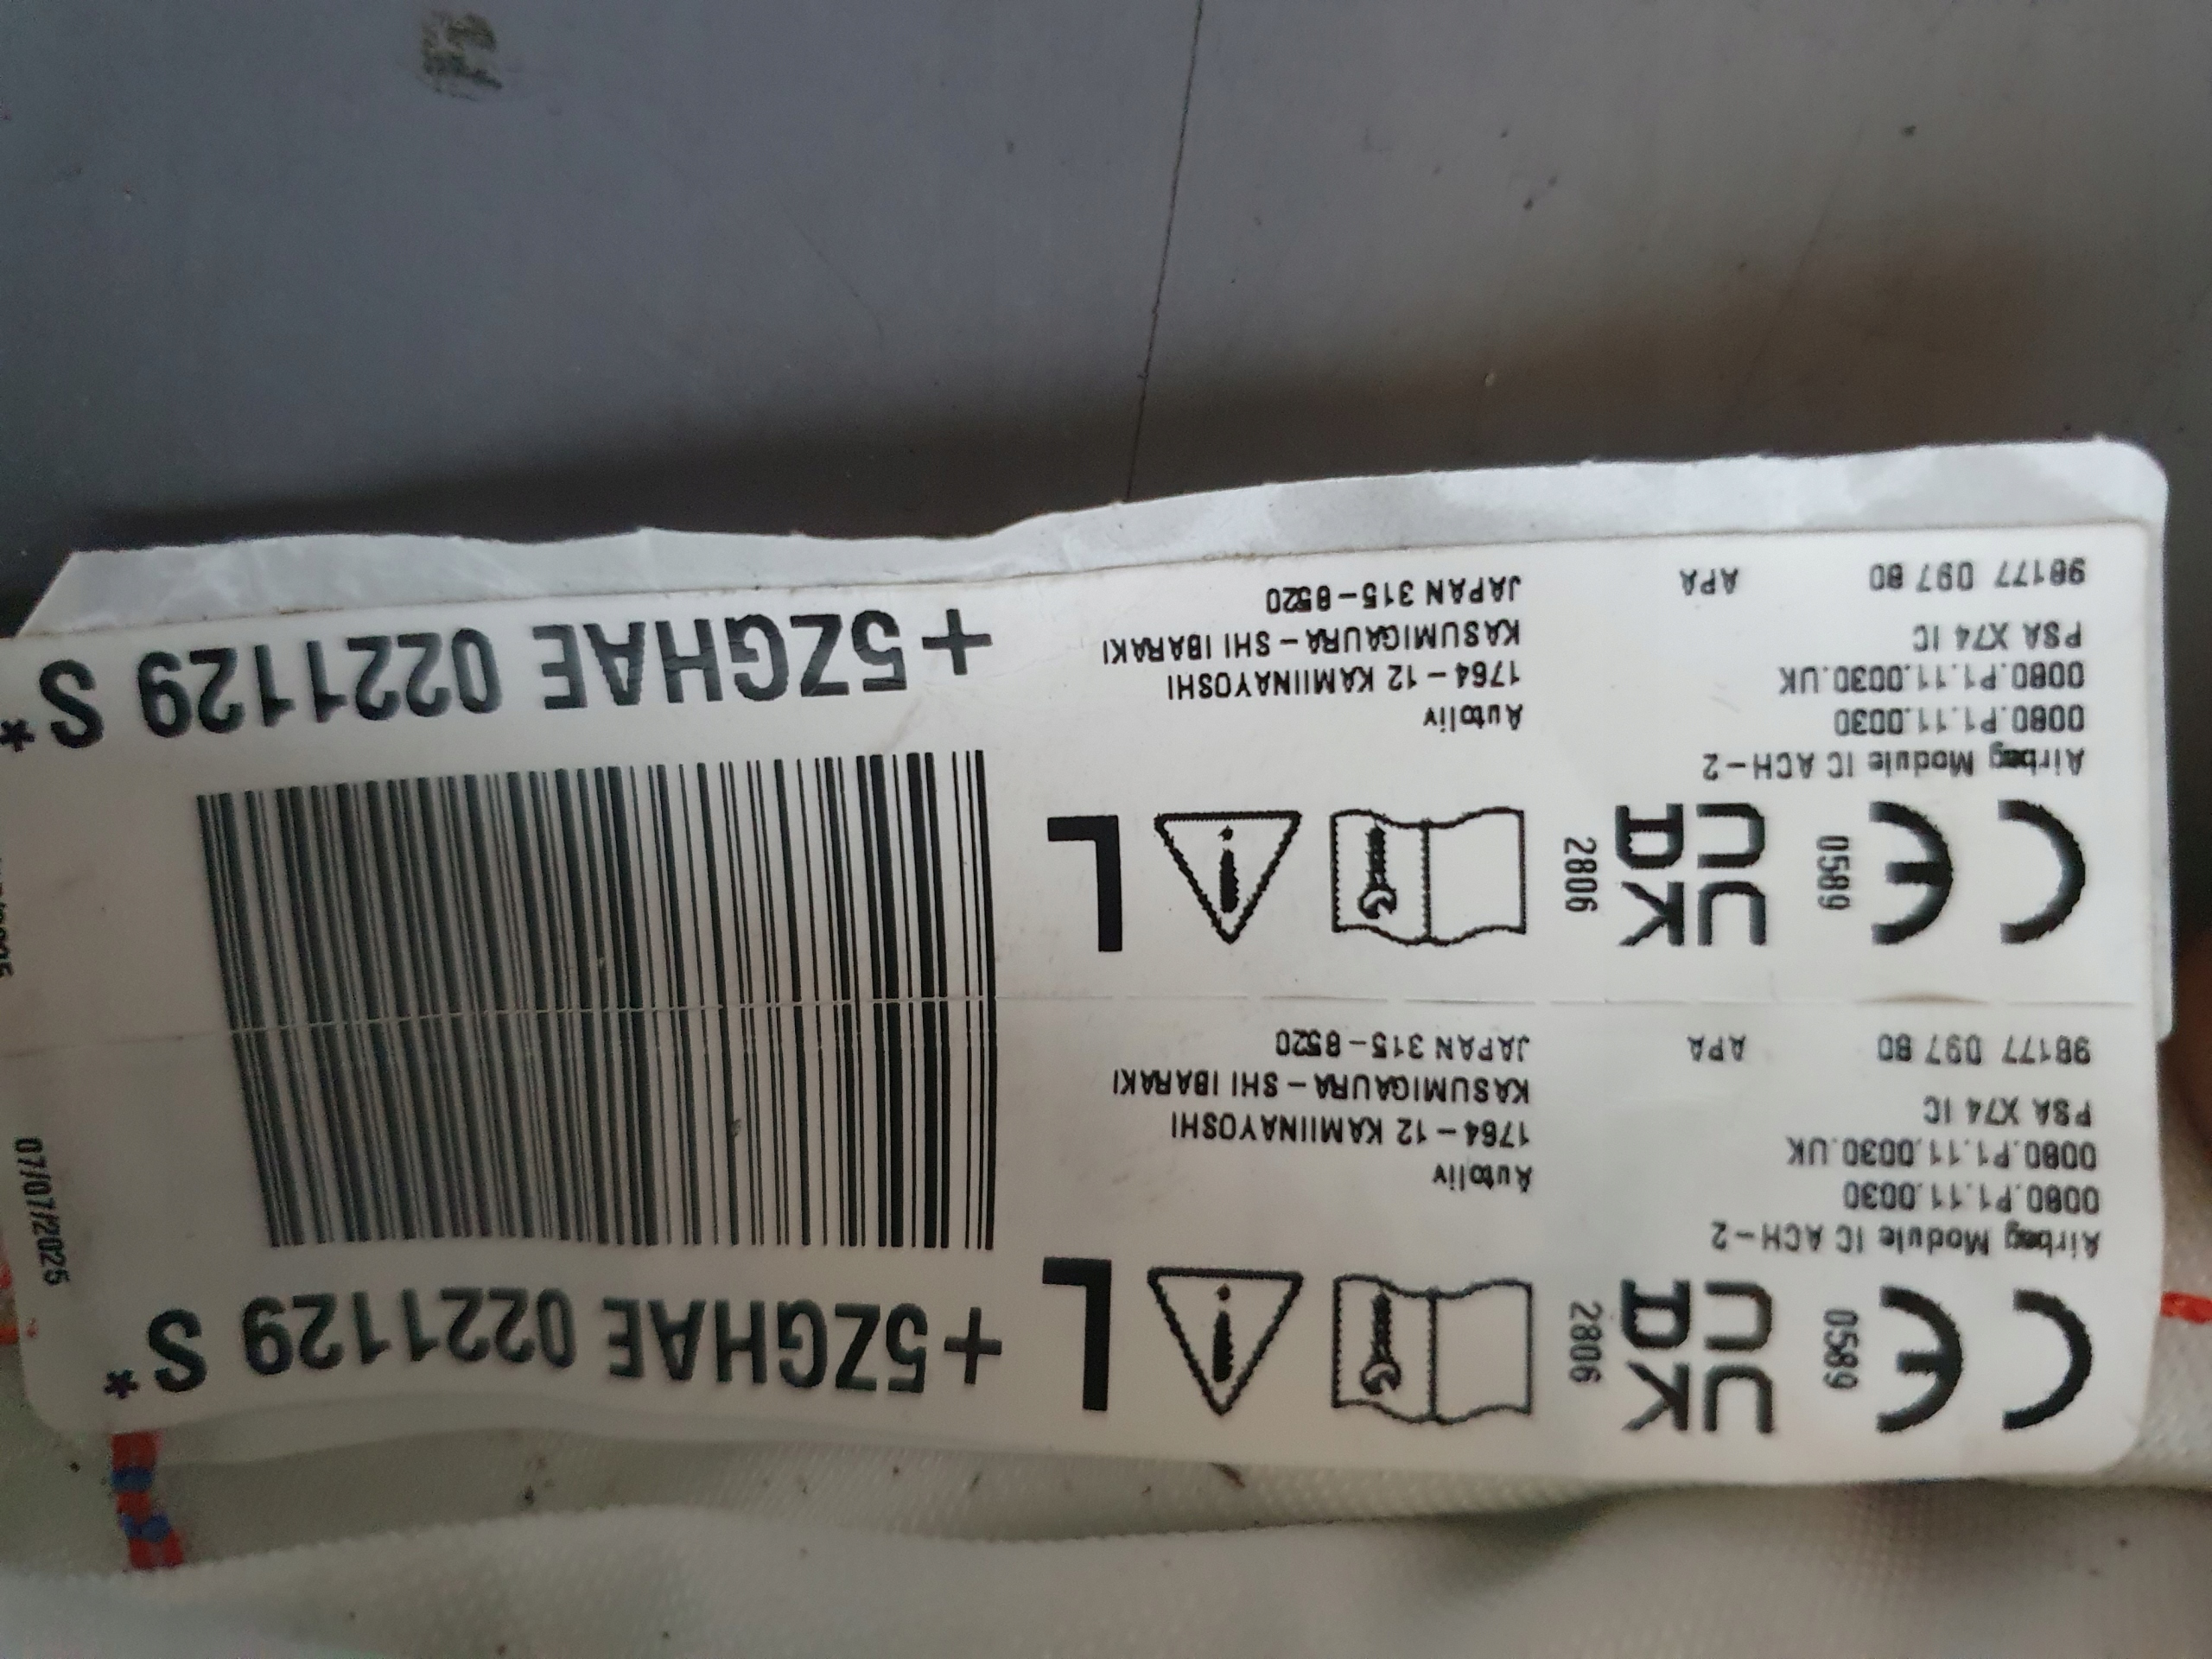 CE 0589 UK CA 2806 L +5ZGHAE 0221129 S *
Airbag Module IC ACH-2
0080.P1.11.0030
0080.P1.11.0030.UK
PSA X74 IC
98177 097 80 APA
Autoliv
1764-12 KAMIINAYOSHI
KASUMIGAURA-SHI IBARAKI
JAPAN 315-8520
07/07/2025
CE 0589 UK CA 2806 L
Airbag Module IC ACH-2
0080.P1.11.0030
0080.P1.11.0030.UK
PSA X74 IC
98177 097 80 APA
Autoliv
1764-12 KAMIINAYOSHI
KASUMIGAURA-SHI IBARAKI
JAPAN 315-8520
+5ZGHAE 0221129 S *